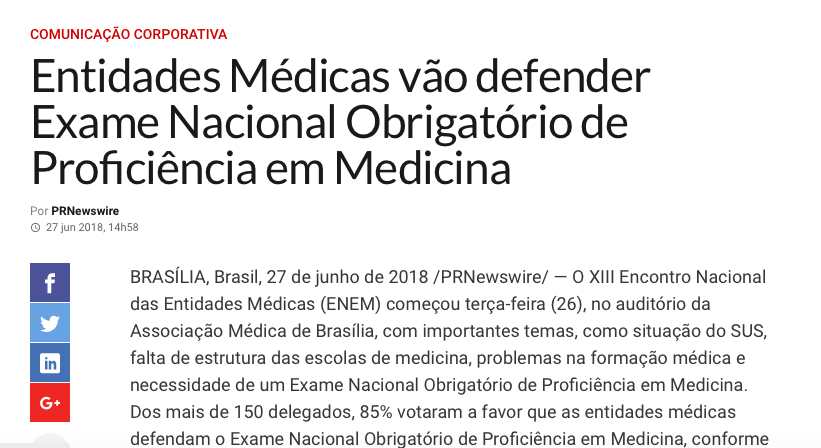 COMUNICAÇÃO CORPORATIVA
Entidades Médicas vão defender
Exame Nacional Obrigatório de
Proficiência em Medicina
Por PRNewswire
27 jun 2018, 14h58
BRASÍLIA, Brasil, 27 de junho de 2018 /PRNewswire/ — O XIII Encontro Nacional
das Entidades Médicas (ENEM) começou terça-feira (26), no auditório da
Associação Médica de Brasília, com importantes temas, como situação do SUS,
falta de estrutura das escolas de medicina, problemas na formação médica e
necessidade de um Exame Nacional Obrigatório de Proficiência em Medicina.
Dos mais de 150 delegados, 85% votaram a favor que as entidades médicas
defendam o Exame Nacional Obrigatório de Proficiência em Medicina, conforme
f
in
G+